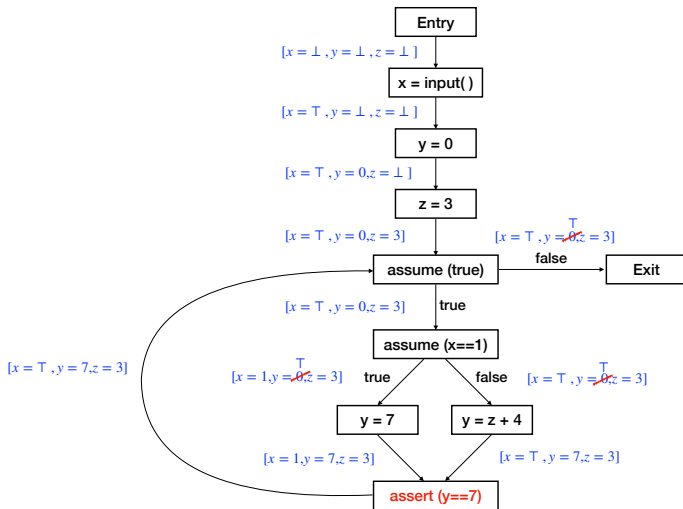 Entry
[x = ⊥ , y = ⊥ , z = ⊥ ]
x = input( )
[x = ⊤ , y = ⊥ , z = ⊥ ]
y = 0
[x = ⊤ , y = 0,z = ⊥ ]
z = 3
[x = ⊤ , y = 0,z = 3]
⊤
[x = ⊤ , y = 0,z = 3]
assume (true)
false
Exit
[x = ⊤ , y = 0,z = 3]
true
assume (x==1)
[x = ⊤ , y = 7,z = 3]
⊤
[x = 1,y = 0,z = 3]
true
false
⊤
[x = ⊤ , y = 0,z = 3]
y = 7
y = z + 4
[x = 1,y = 7,z = 3]
[x = ⊤ , y = 7,z = 3]
assert (y==7)